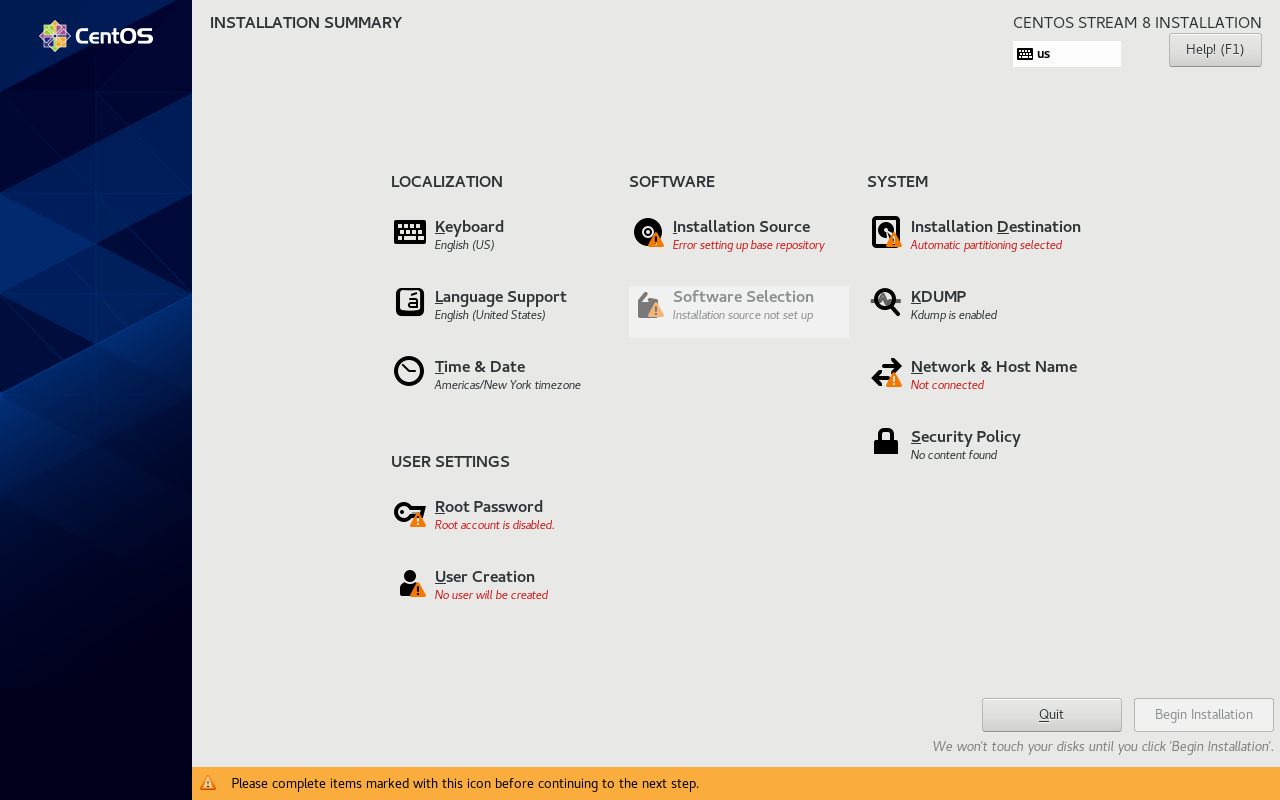 CentOS
INSTALLATION SUMMARY
CENTOS STREAM 8 INSTALLATION
us
Help! (F1)
LOCALIZATION
Keyboard
English (US)
Language Support
English (United States)
Time & Date
Americas/New York timezone
SOFTWARE
Installation Source
Error setting up base repository
Software Selection
Installation source not set up
SYSTEM
Installation Destination
Automatic partitioning selected
KDUMP
Kdump is enabled
Network & Host Name
Not connected
Security Policy
No content found
USER SETTINGS
Root Password
Root account is disabled.
User Creation
No user will be created
Quit
Begin Installation
We won't touch your disks until you click 'Begin Installation'.
Please complete items marked with this icon before continuing to the next step.